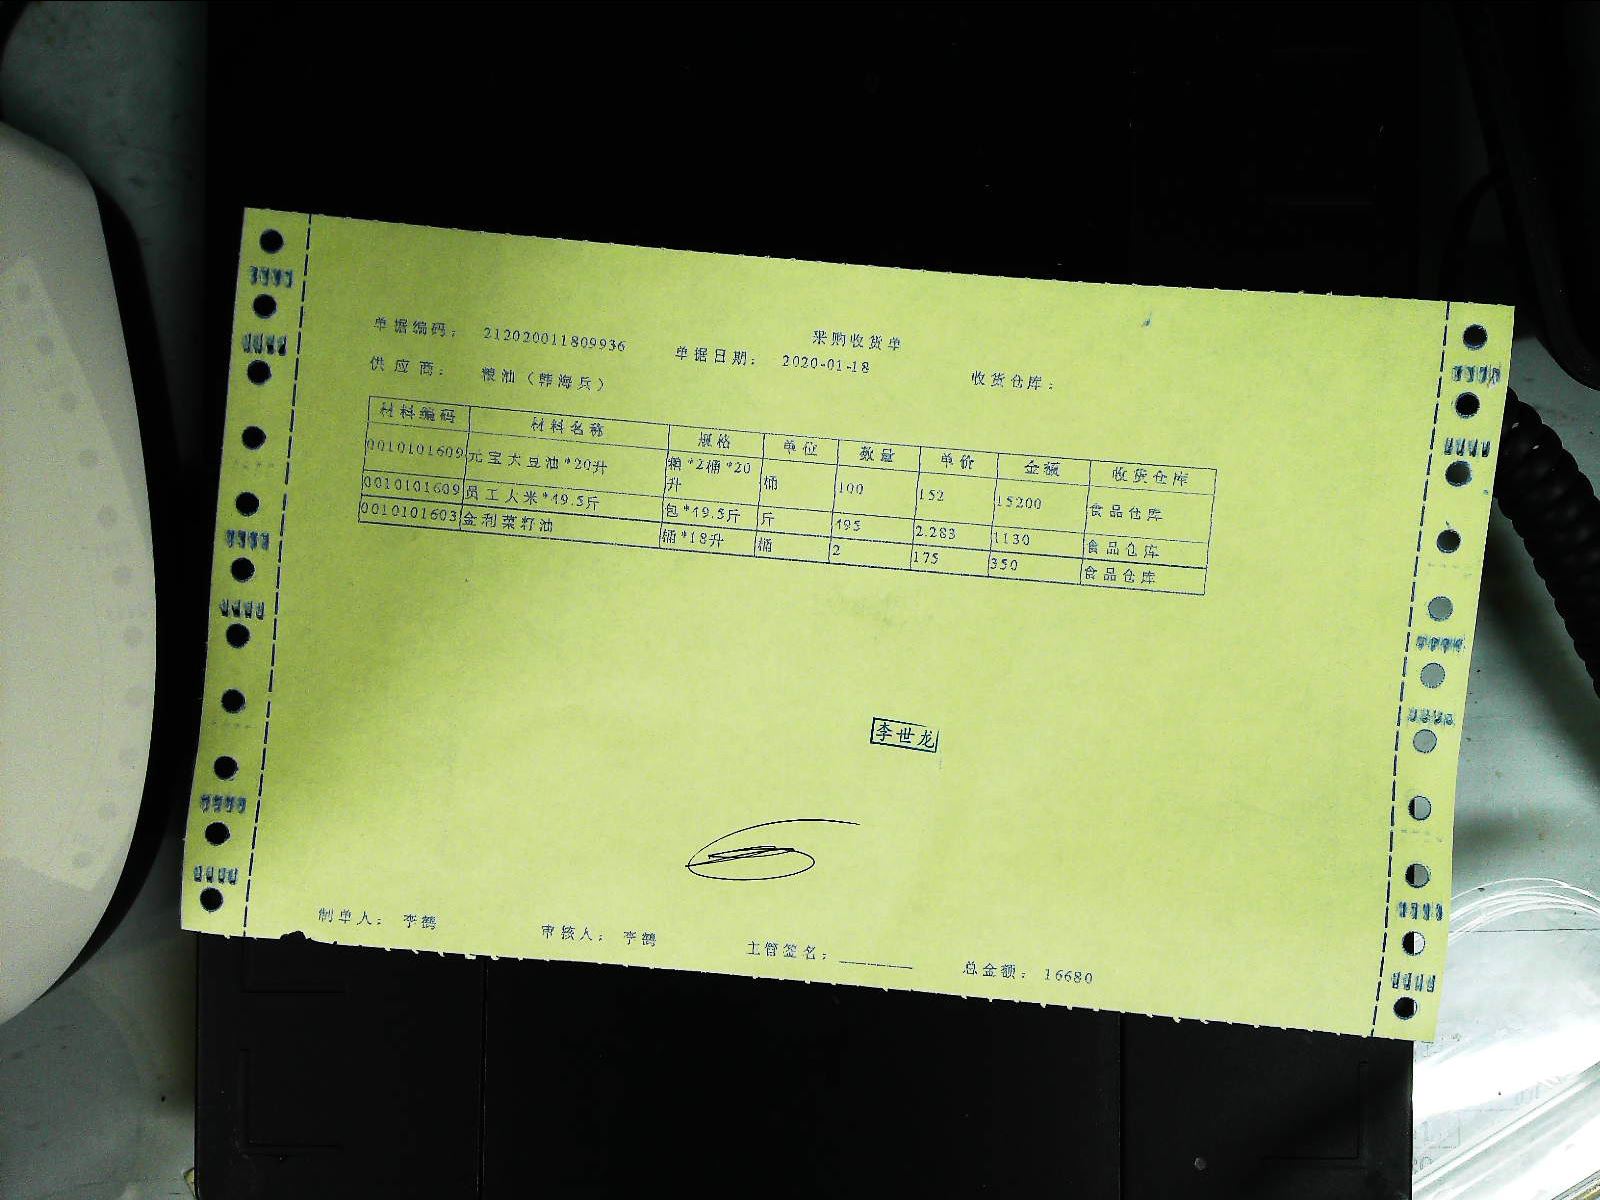 采购收货单
单据编码： 212020011809936 单据日期： 2020-01-18 收货仓库：
供应商： 粮油（韩海兵）
材料编码 材料名称 规格 单位 数量 单价 金额 收货仓库
0010101609 元宝大豆油*20升 箱*2桶*20升 桶 100 152 15200 食品仓库
0010101609 员工大米*49.5斤 包*49.5斤 斤 495 2.283 1130 食品仓库
0010101603 金利菜籽油 桶*18升 桶 2 175 350 食品仓库
李世龙
制单人： 李鹤 审核人： 李鹤 主管签名： 总金额： 16680